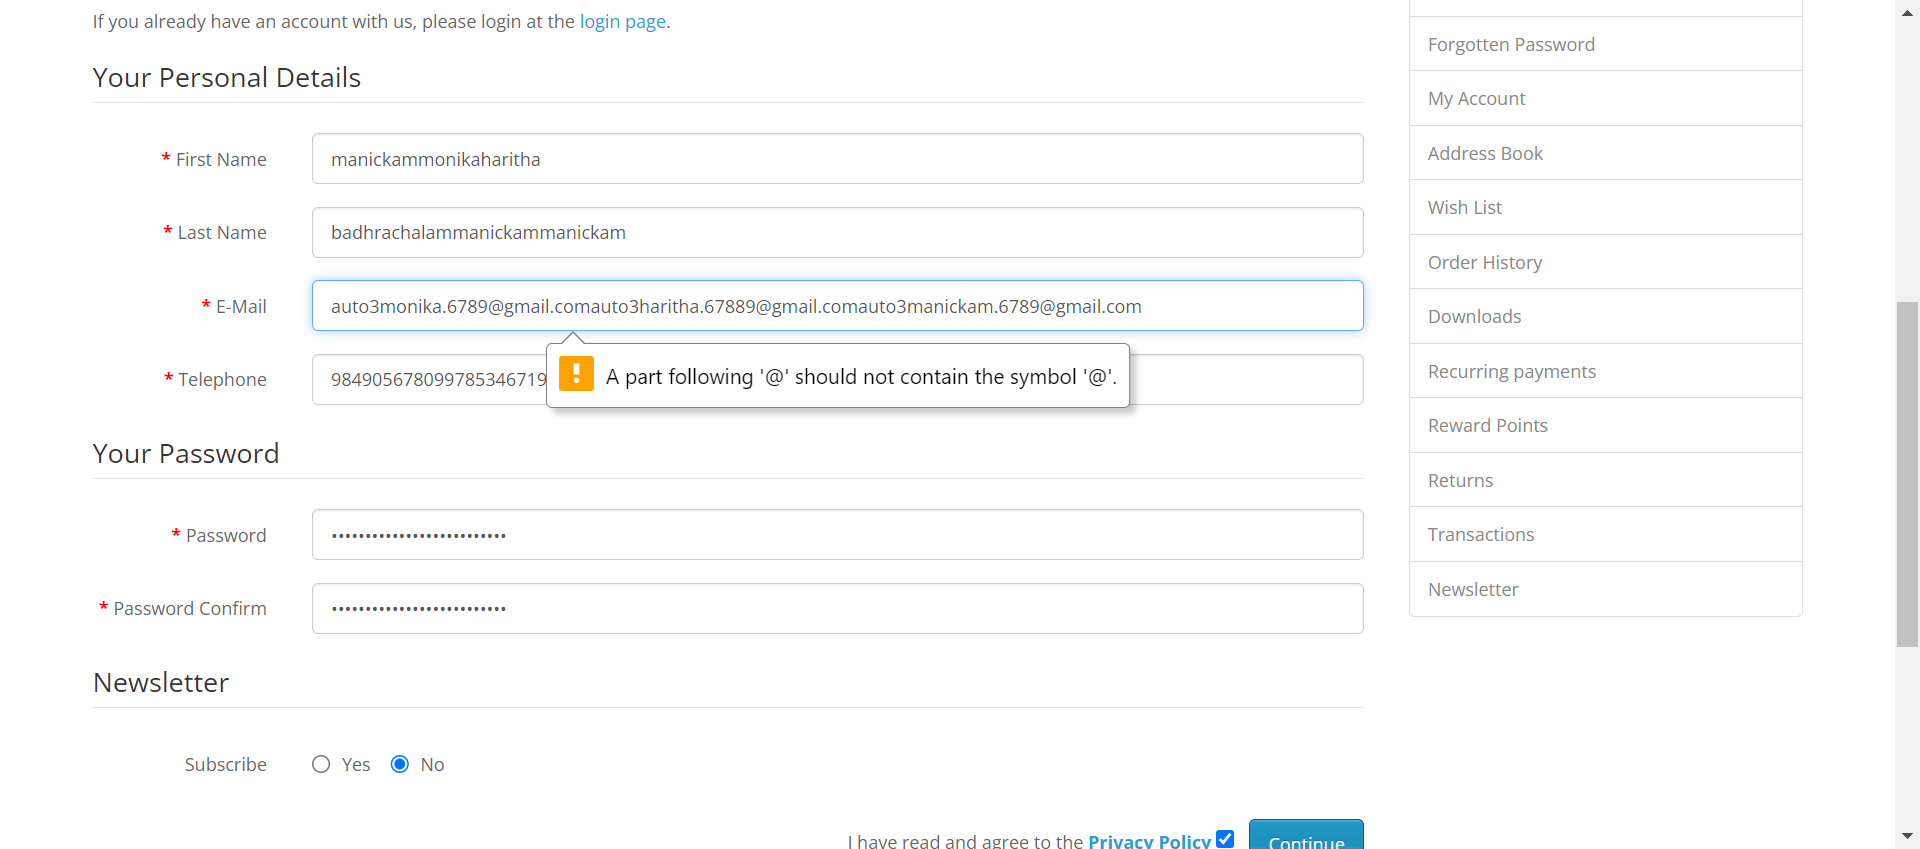 If you already have an account with us, please login at the login page.
Your Personal Details
* First Name
manickammonikaharitha
* Last Name
badhrachalammanickammanickam
* E-Mail
auto3monika.6789@gmail.comauto3haritha.67889@gmail.comauto3manickam.6789@gmail.com
A part following '@' should not contain the symbol '@'.
* Telephone
984905678099785346719
Your Password
* Password
••••••••••••••••••••••••••
* Password Confirm
••••••••••••••••••••••••••
Newsletter
Subscribe
Yes
No
I have read and agree to the Privacy Policy
Continue
Forgotten Password
My Account
Address Book
Wish List
Order History
Downloads
Recurring payments
Reward Points
Returns
Transactions
Newsletter